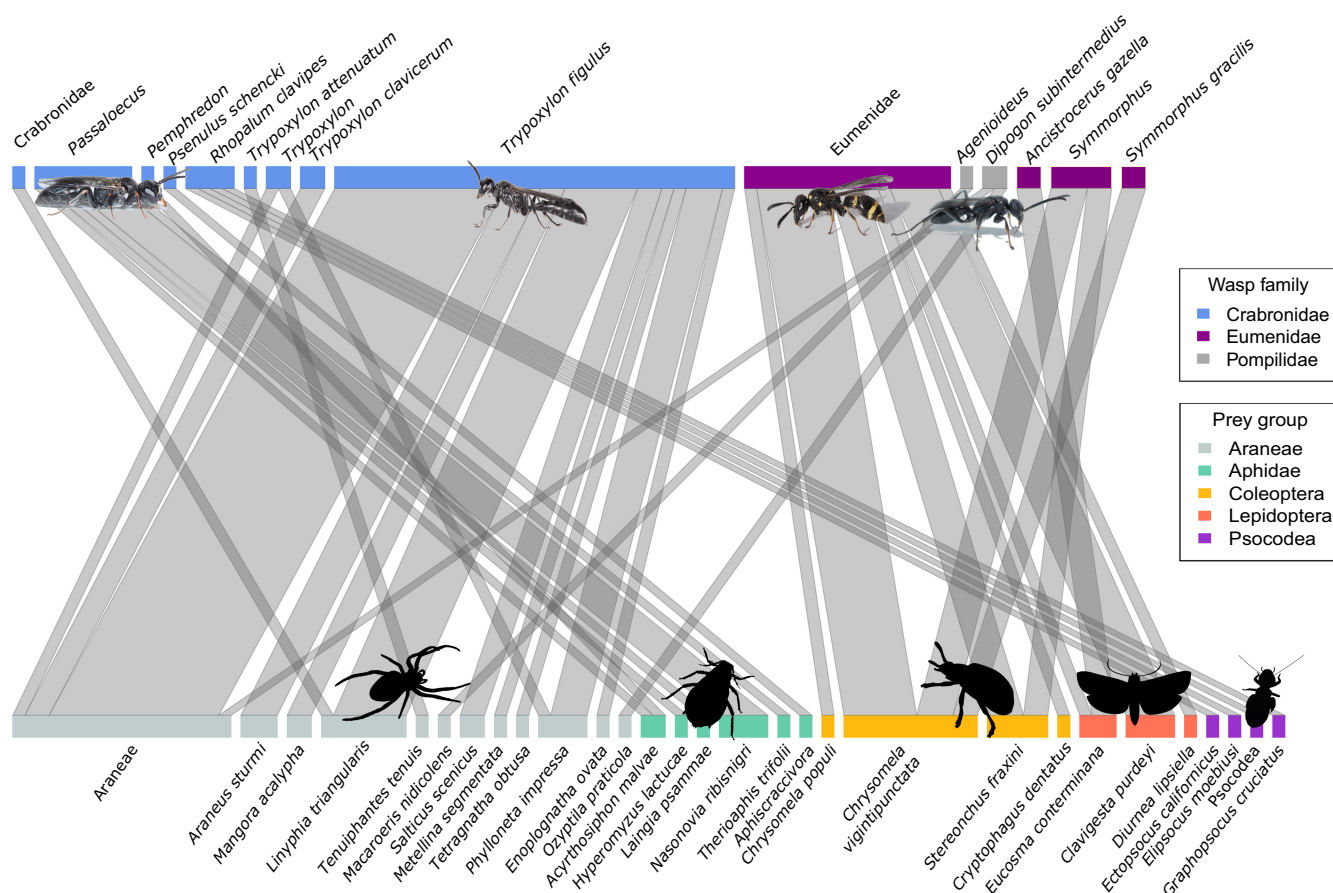 Crabronidae
Passaloecus
Pemphredon
Psenulus schencki
Rhopalum clavipes
Trypoxylon attenuatum
Trypoxylon
Trypoxylon clavicerum
Trypoxylon figulus
Eumenidae
Agenioideus
Dipogon subintermedius
Ancistrocerus gazella
Symmorphus
Symmorphus gracilis
Wasp family
Crabronidae
Eumenidae
Pompilidae
Prey group
Araneae
Aphidae
Coleoptera
Lepidoptera
Psocodea
Araneae
Araneus sturmi
Mangora acalypha
Linyphia triangularis
Tenuiphantes tenuis
Macaroeris nidicolens
Salticus scenicus
Metellina segmentata
Tetragnatha obtusa
Phylloneta impressa
Enoplognatha ovata
Ozyptila praticola
Acyrthosiphon malvae
Hyperomyzus lactucae
Laingia psammae
Nasonovia ribisnigri
Therioaphis trifolii
Aphiscraccivora
Chrysomela populi
Chrysomela
vigintipunctata
Stereonchus fraxini
Cryptophagus dentatus
Eucosma conterminana
Clavigesta purdeyi
Diurnea lipsiella
Ectopsocus californicus
Elipsocus moebiusi
Psocodea
Graphopsocus cruciatus